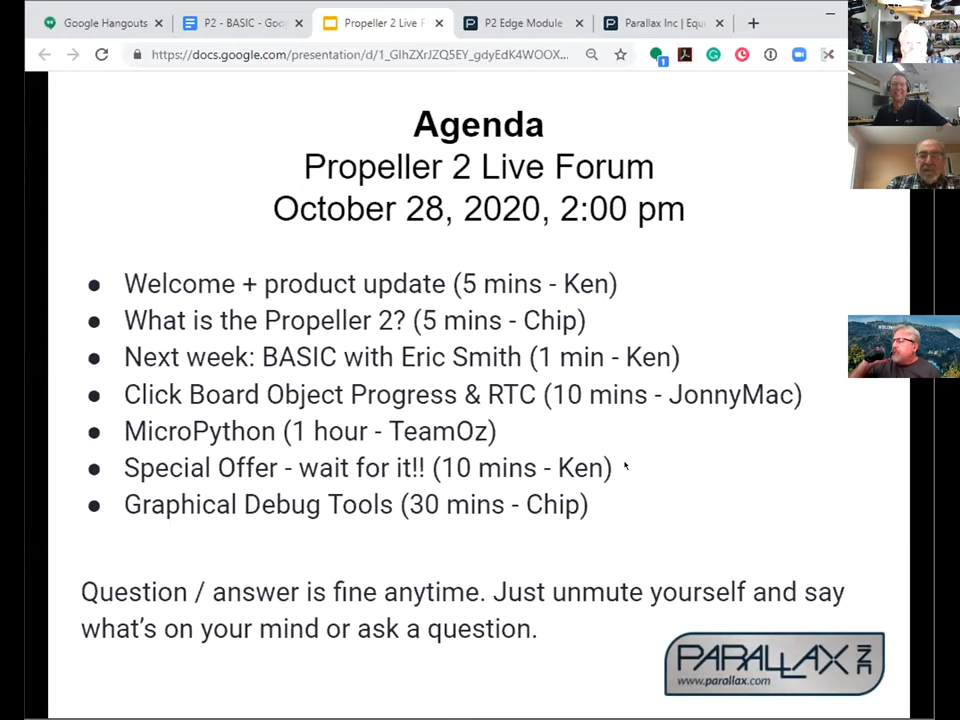 Google Hangouts
P2 - BASIC - Goo
Propeller 2 Live F
P2 Edge Module
Parallax Inc | Equ
https://docs.google.com/presentation/d/1_GlhZXrJZQ5EY_gdyEdK4WOOX...
1
Agenda
Propeller 2 Live Forum
October 28, 2020, 2:00 pm
● Welcome + product update (5 mins - Ken)
● What is the Propeller 2? (5 mins - Chip)
● Next week: BASIC with Eric Smith (1 min - Ken)
● Click Board Object Progress & RTC (10 mins - JonnyMac)
● MicroPython (1 hour - TeamOz)
● Special Offer - wait for it!! (10 mins - Ken)
● Graphical Debug Tools (30 mins - Chip)
Question / answer is fine anytime. Just unmute yourself and say
what's on your mind or ask a question.
PARALLAX INC
www.parallax.com